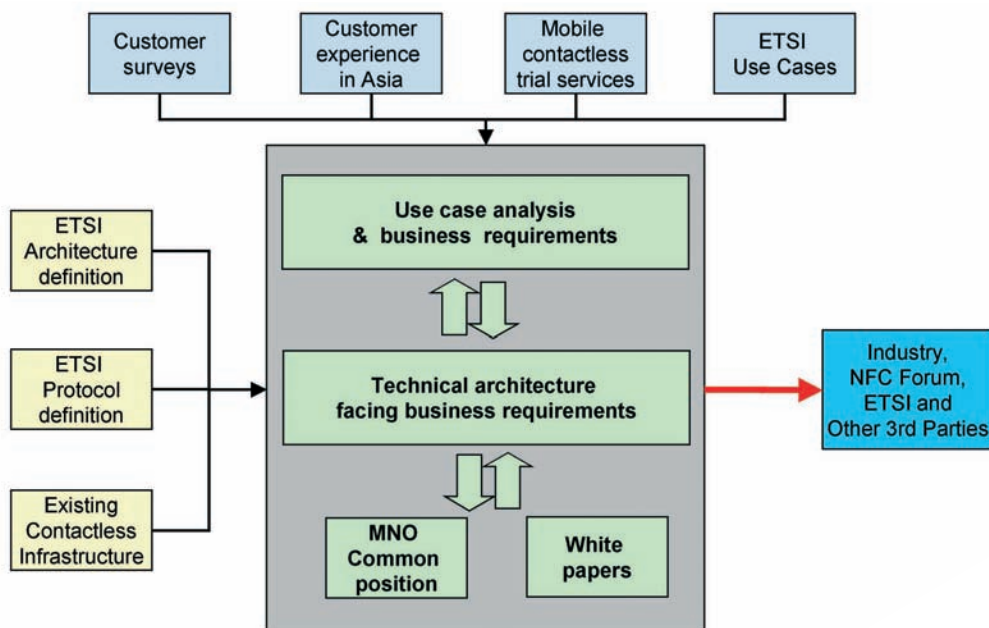 Customer
surveys
Customer
experience
in Asia
Mobile
contactless
trial services
ETSI
Use Cases
Use case analysis
& business requirements
ETSI
Architecture
definition
ETSI
Protocol
definition
Existing
Contactless
Infrastructure
Technical architecture
facing business requirements
MNO
Common
position
White
papers
Industry,
NFC Forum,
ETSI and
Other 3rd Parties